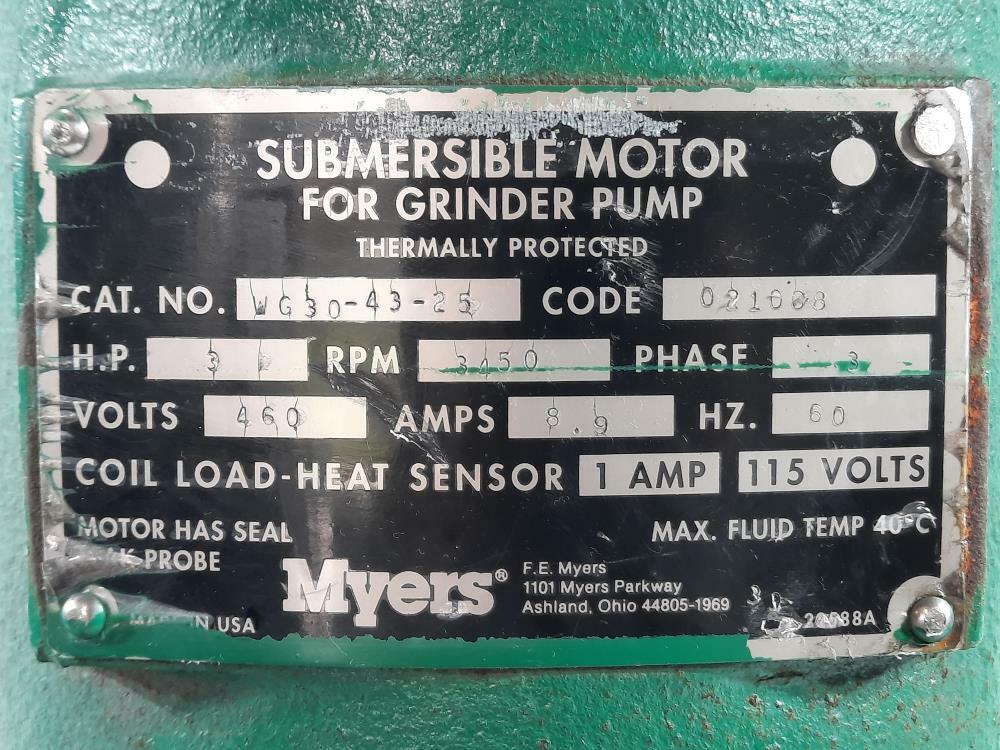 SUBMERSIBLE MOTOR
FOR GRINDER PUMP
THERMALLY PROTECTED
CAT. NO. WG30-43-25 CODE
H.P. 3 RPM 3450 PHASE 3
VOLTS 460 AMPS 8.9 HZ. 60
COIL LOAD-HEAT SENSOR 1 AMP 115 VOLTS
MOTOR HAS SEAL
PROBE
MAX. FLUID TEMP 40°C
Myers®
F.E. Myers
1101 Myers Parkway
Ashland, Ohio 44805-1969
USA